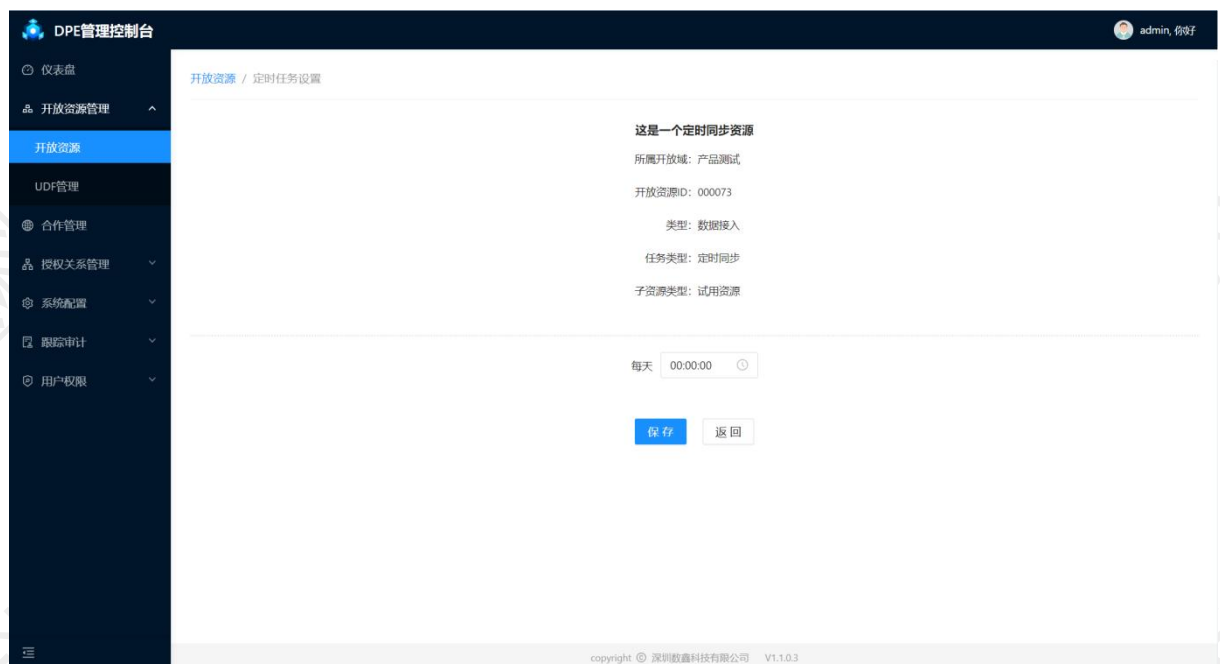 DPE管理控制台
admin, 你好
仪表盘
开放资源管理
开放资源
UDF管理
合作管理
授权关系管理
系统配置
跟踪审计
用户权限
开放资源 / 定时任务设置
这是一个定时同步资源
所属开放域：产品测试
开放资源ID：000073
类型：数据接入
任务类型：定时同步
子资源类型：试用资源
每天 00:00:00
保存 返回
copyright © 深圳数鑫科技有限公司 V1.1.0.3